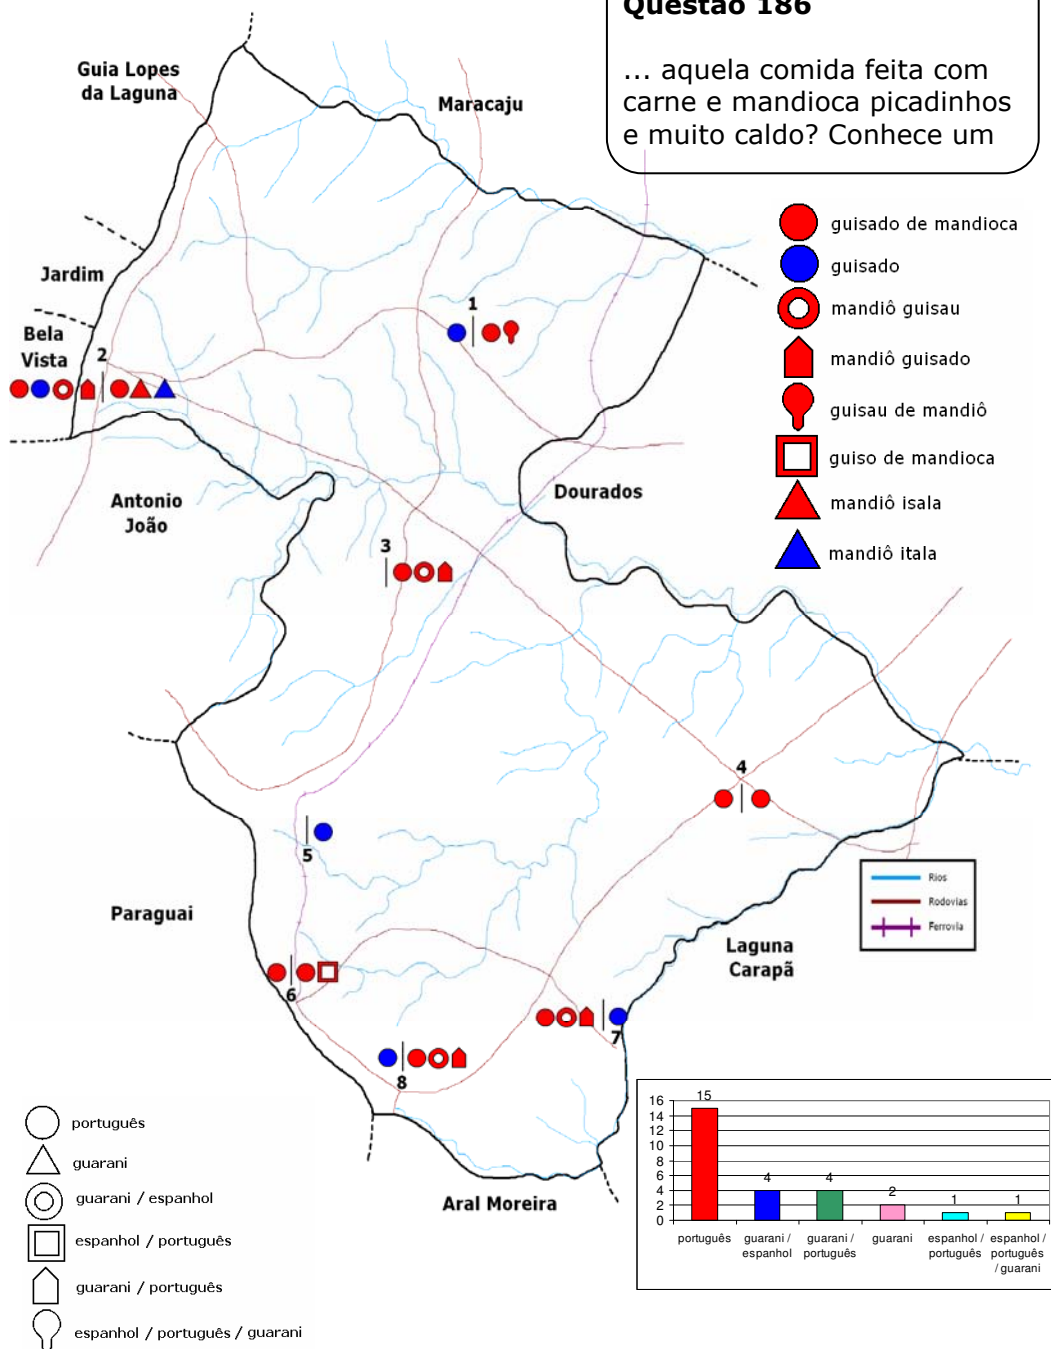 Questão 186
... aquela comida feita com
carne e mandioca picadinhos
e muito caldo? Conhece um
Guia Lopes
da Laguna
Maracaju
Jardim
Bela
Vista
Antonio
João
Dourados
Paraguai
Laguna
Carapã
Aral Moreira
1
2
3
4
5
6
7
8
guisado de mandioca
guisado
mandiô guisau
mandiô guisado
guisau de mandiô
guiso de mandioca
mandiô isala
mandiô itala
Rios
Rodovias
Ferrovia
português
guarani
guarani / espanhol
espanhol / português
guarani / português
espanhol / português / guarani
16
14
12
10
8
6
4
2
0
15
4
4
2
1
1
português
guarani /
espanhol
guarani /
português
guarani
espanhol /
português
espanhol /
português
/ guarani